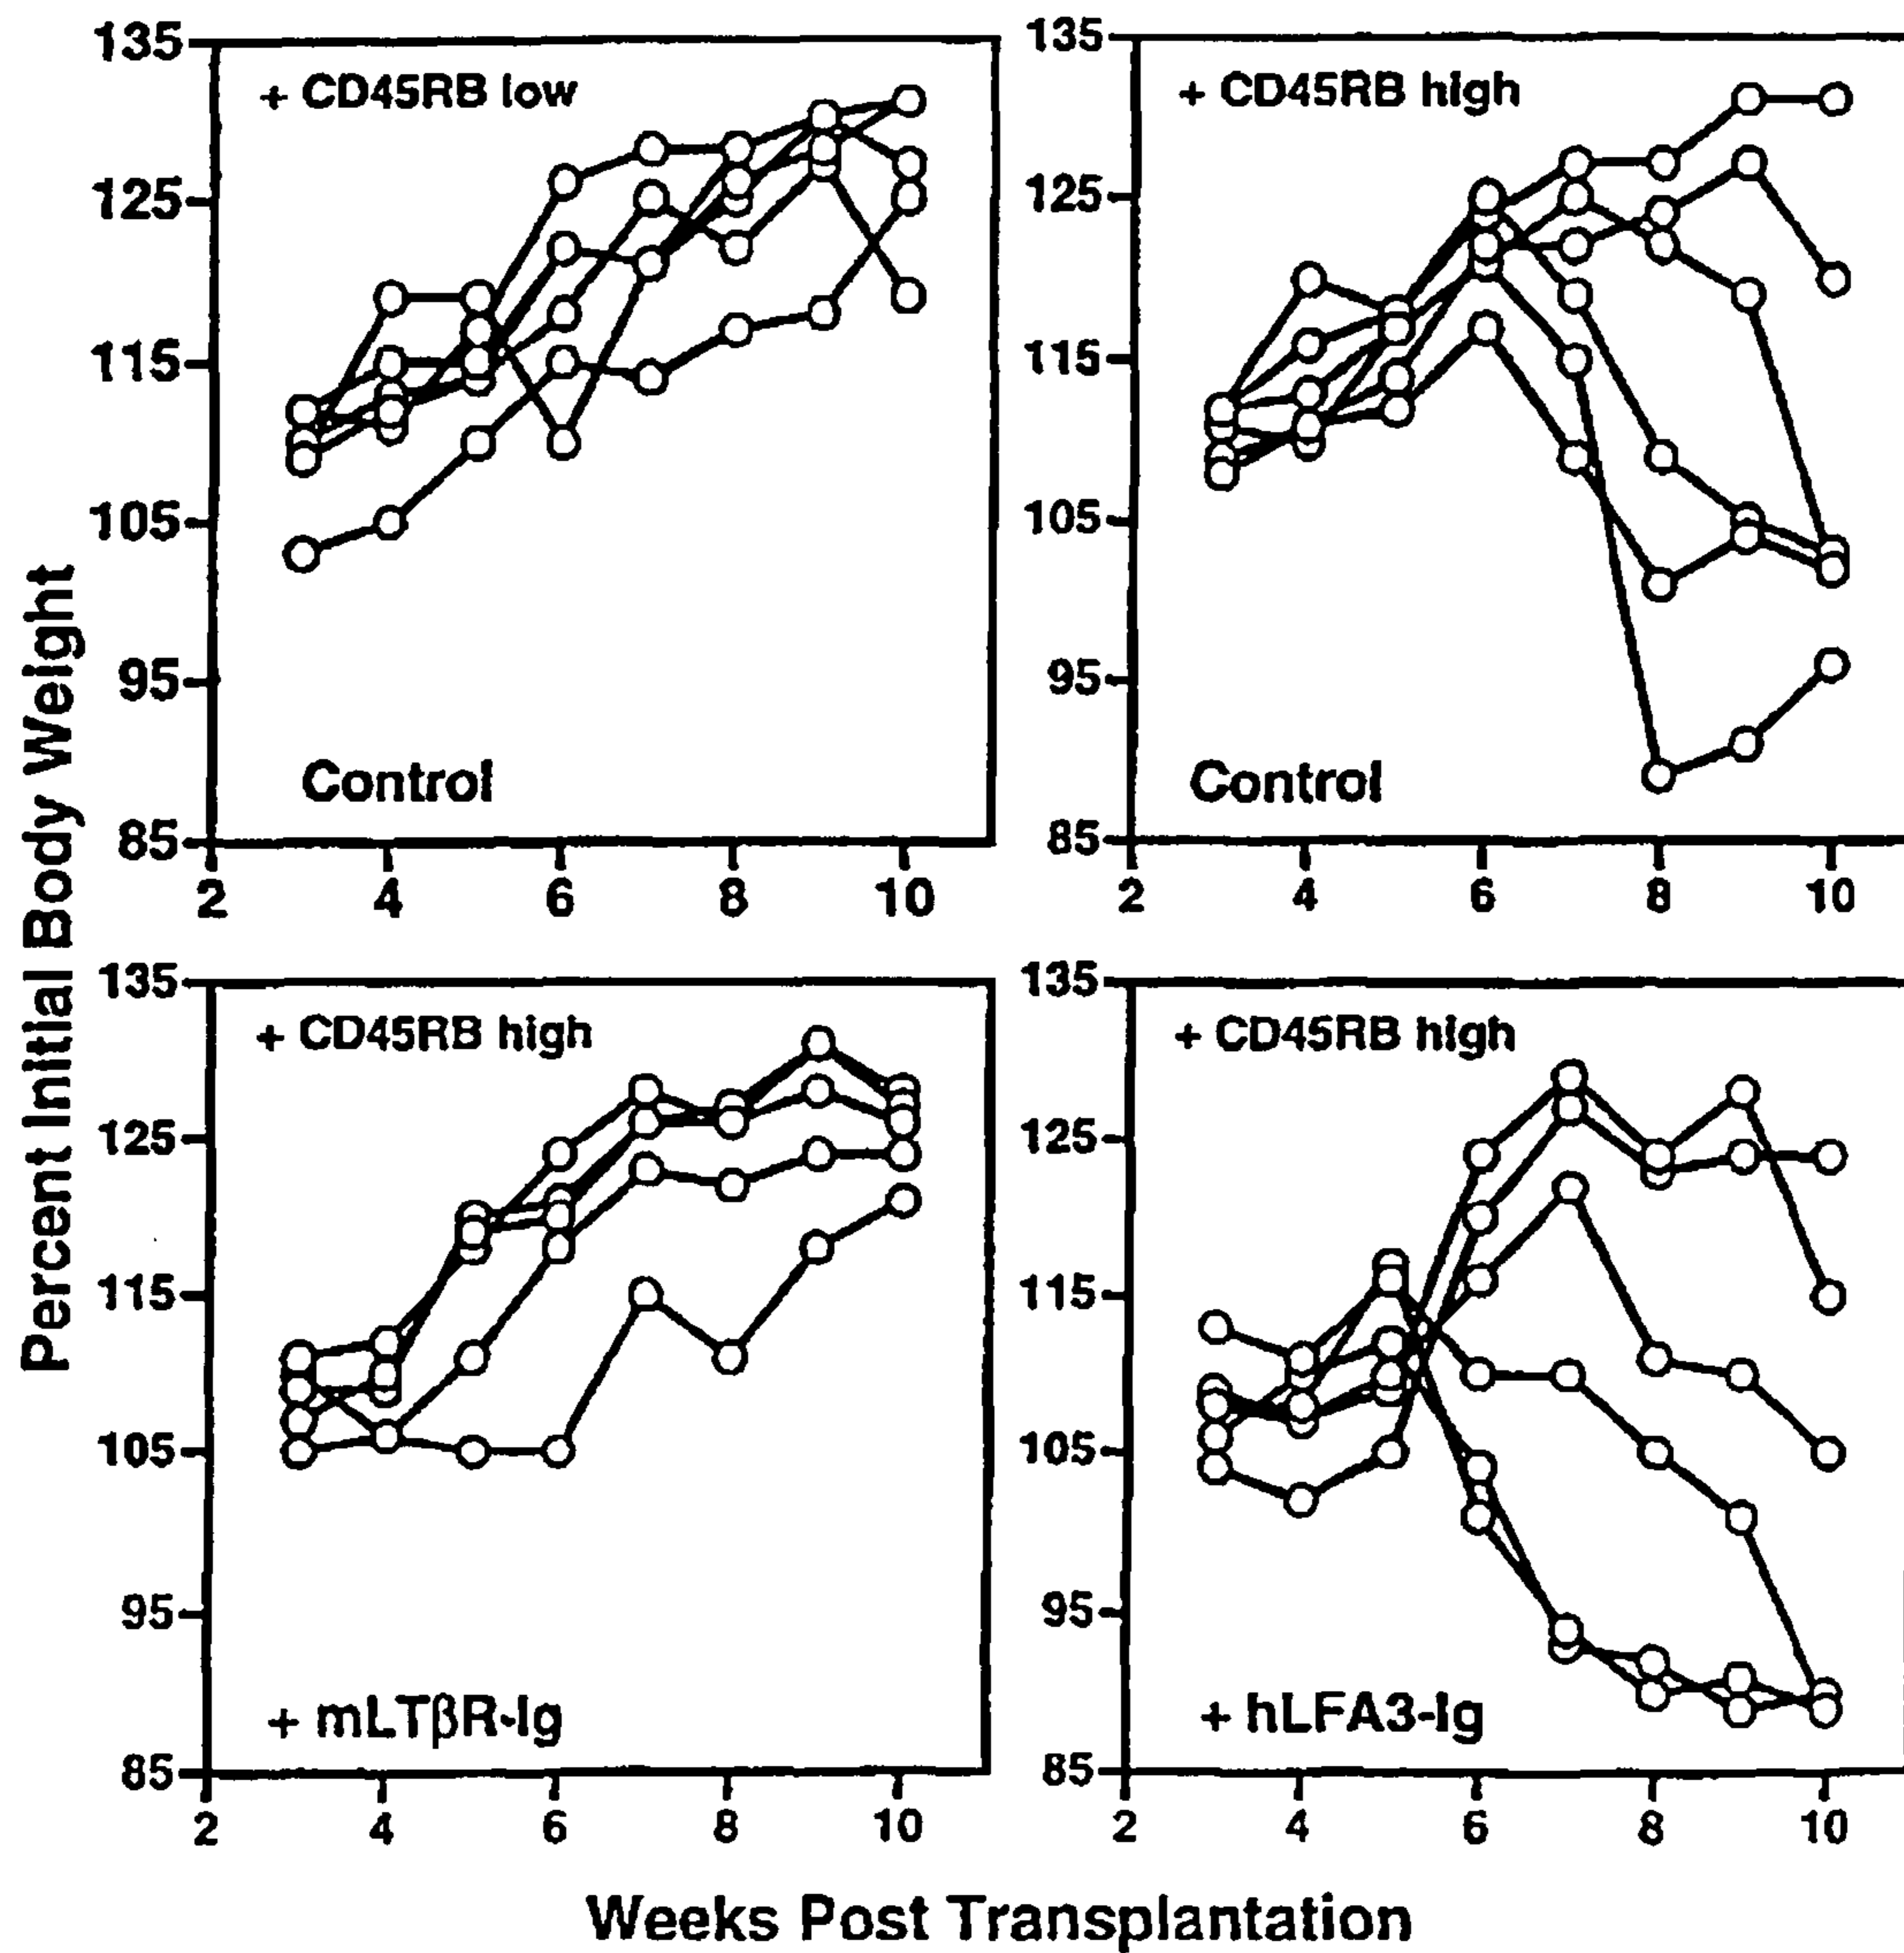 Percent Initial Body Weight
135
125
115
105
95
85
+ CD45RB low
Control
2 4 6 8 10
135
125
115
105
95
85
+ CD45RB high
Control
2 4 6 8 10
135
125
115
105
95
85
+ CD45RB high
+ mLTβR-Ig
2 4 6 8 10
135
125
115
105
95
85
+ CD45RB high
+ hLFA3-Ig
2 4 6 8 10
Weeks Post Transplantation